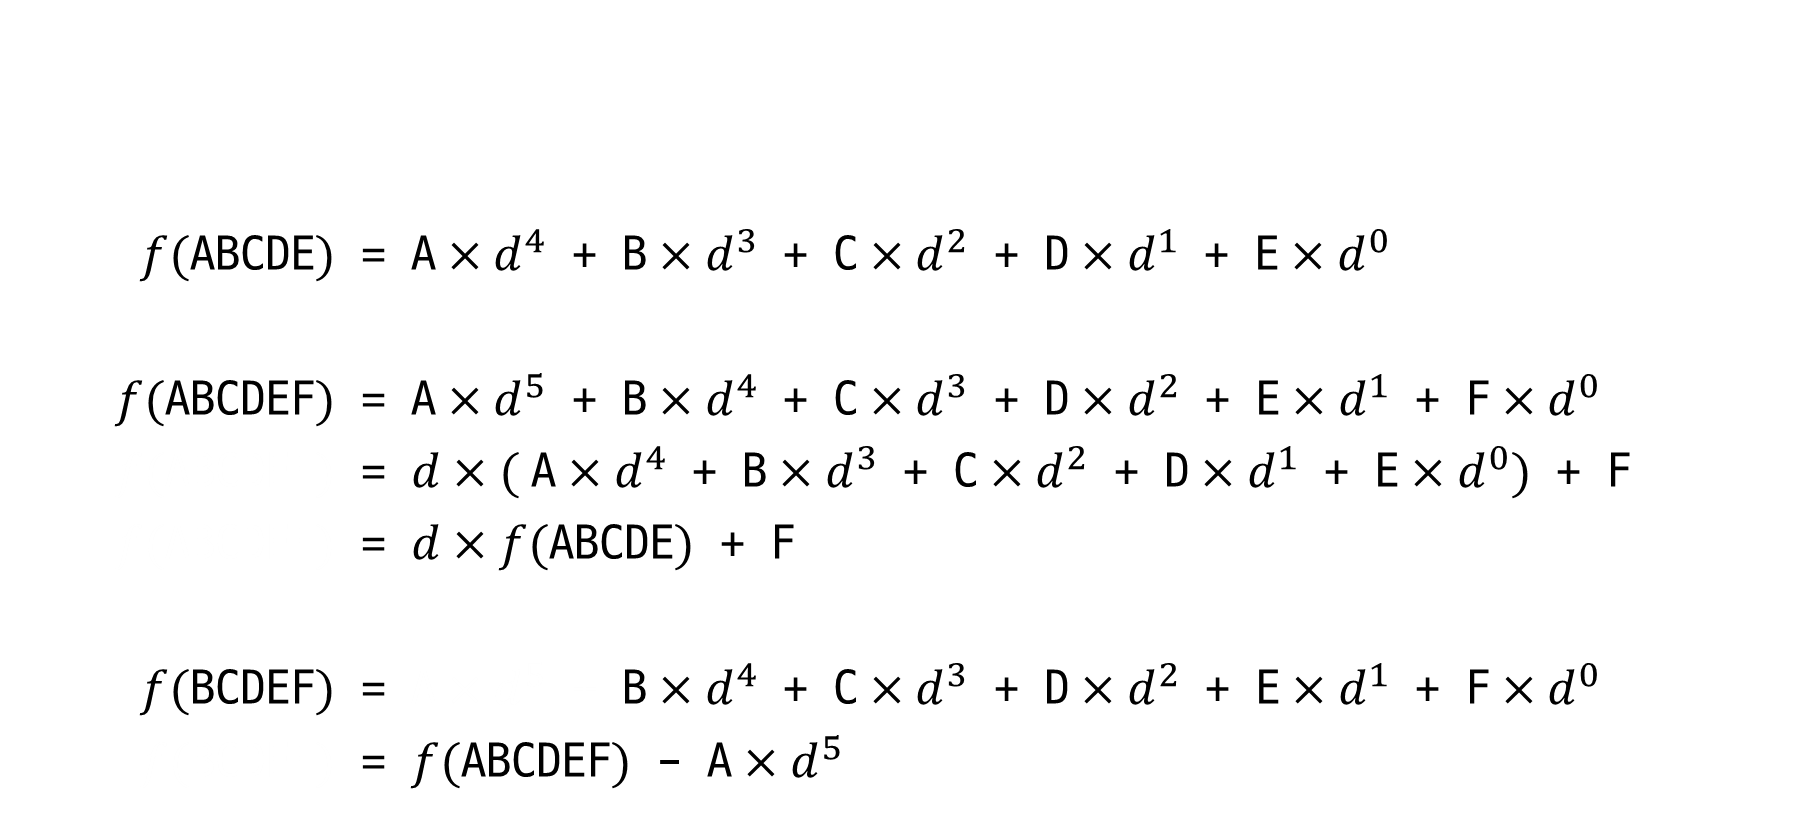 f(ABCDE) = A × d⁴ + B × d³ + C × d² + D × d¹ + E × d⁰
f(ABCDEF) = A × d⁵ + B × d⁴ + C × d³ + D × d² + E × d¹ + F × d⁰
= d × ( A × d⁴ + B × d³ + C × d² + D × d¹ + E × d⁰) + F
= d × f(ABCDE) + F
f(BCDEF) = B × d⁴ + C × d³ + D × d² + E × d¹ + F × d⁰
= f(ABCDEF) − A × d⁵